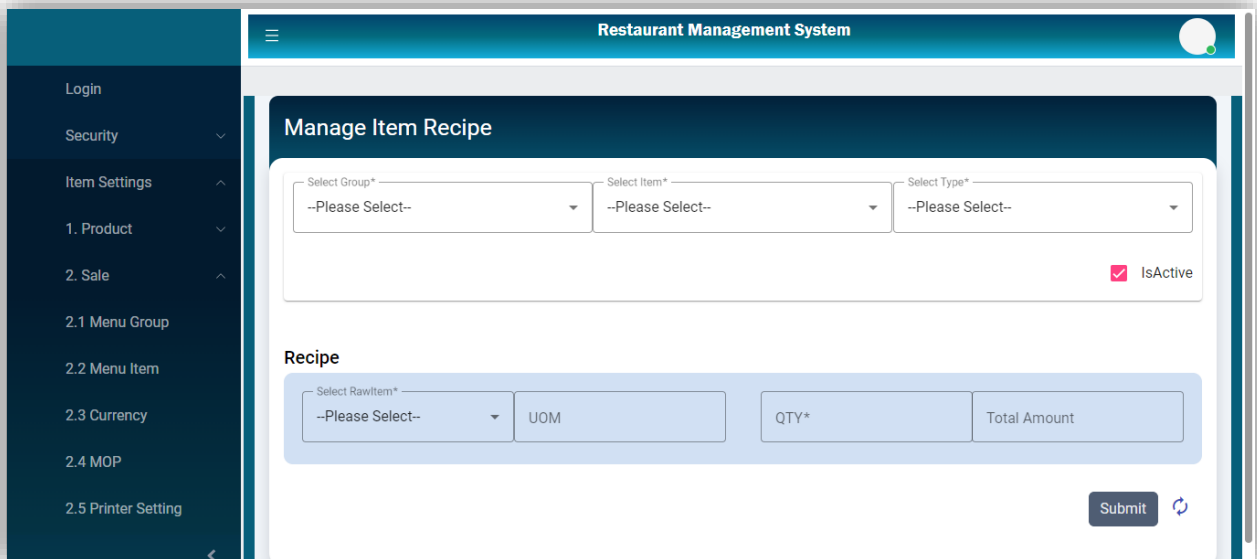 Restaurant Management System
Login
Security
Item Settings
1. Product
2. Sale
2.1 Menu Group
2.2 Menu Item
2.3 Currency
2.4 MOP
2.5 Printer Setting
Manage Item Recipe
Select Group* Select Item* Select Type*
--Please Select-- --Please Select-- --Please Select--
IsActive
Recipe
Select RawItem*
--Please Select-- UOM QTY* Total Amount
Submit